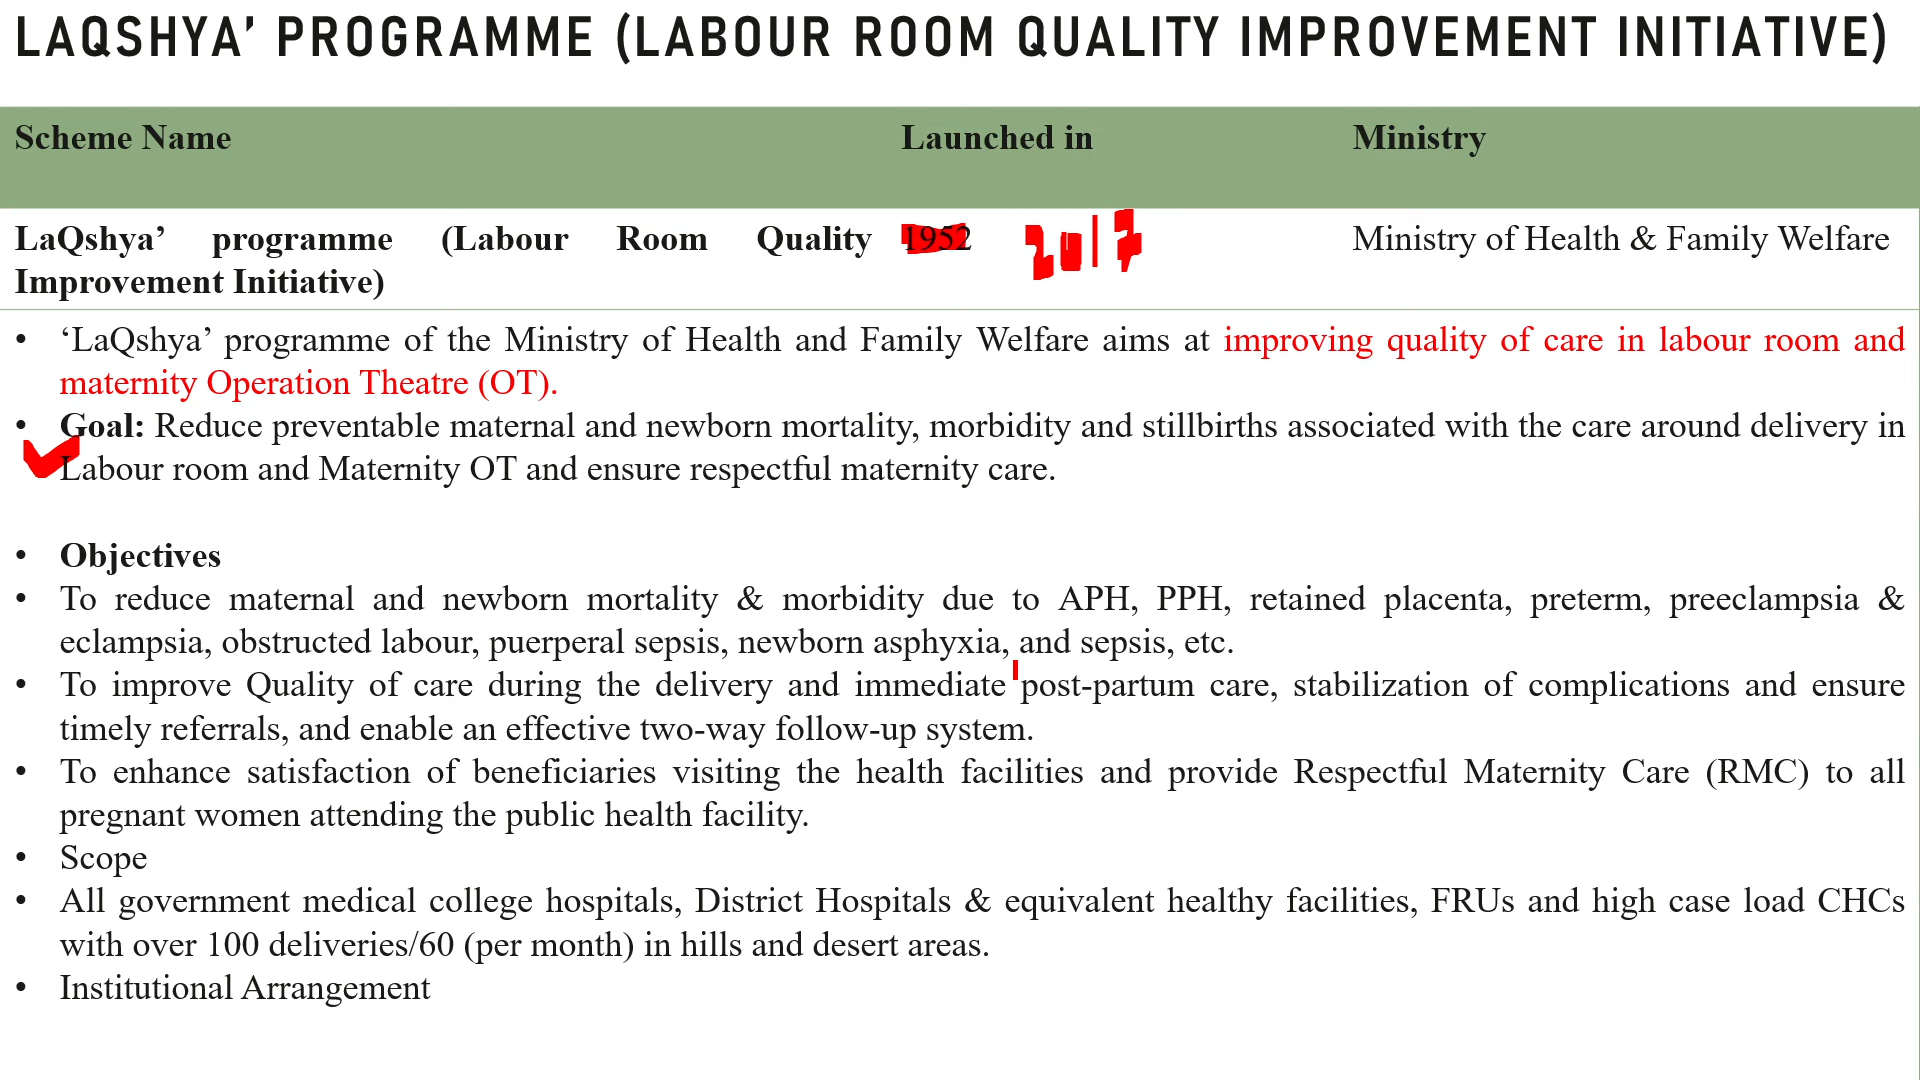 LAQSHYA’ PROGRAMME (LABOUR ROOM QUALITY IMPROVEMENT INITIATIVE)
Scheme Name Launched in Ministry
LaQshya’ programme (Labour Room Quality 1952 2017 Ministry of Health & Family Welfare
Improvement Initiative)
• ‘LaQshya’ programme of the Ministry of Health and Family Welfare aims at improving quality of care in labour room and
maternity Operation Theatre (OT).
• Goal: Reduce preventable maternal and newborn mortality, morbidity and stillbirths associated with the care around delivery in
Labour room and Maternity OT and ensure respectful maternity care.
• Objectives
• To reduce maternal and newborn mortality & morbidity due to APH, PPH, retained placenta, preterm, preeclampsia &
eclampsia, obstructed labour, puerperal sepsis, newborn asphyxia, and sepsis, etc.
• To improve Quality of care during the delivery and immediate post-partum care, stabilization of complications and ensure
timely referrals, and enable an effective two-way follow-up system.
• To enhance satisfaction of beneficiaries visiting the health facilities and provide Respectful Maternity Care (RMC) to all
pregnant women attending the public health facility.
• Scope
• All government medical college hospitals, District Hospitals & equivalent healthy facilities, FRUs and high case load CHCs
with over 100 deliveries/60 (per month) in hills and desert areas.
• Institutional Arrangement